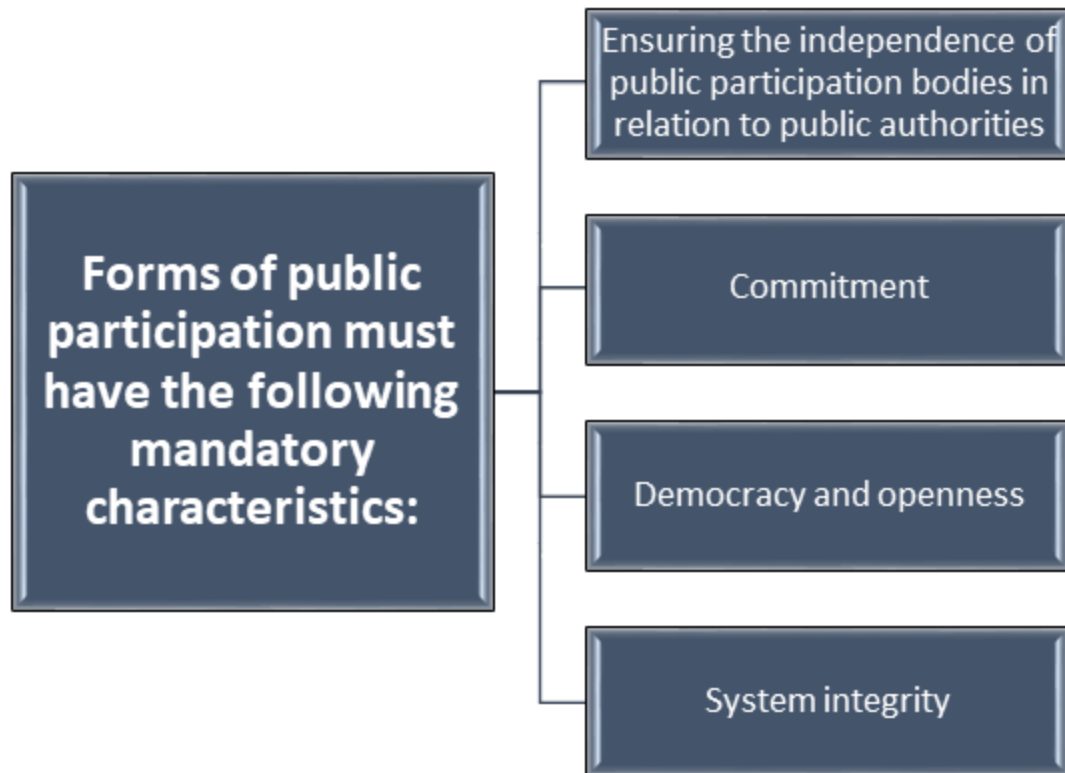 Forms of public
participation must
have the following
mandatory
characteristics:
Ensuring the independence of
public participation bodies in
relation to public authorities
Commitment
Democracy and openness
System integrity